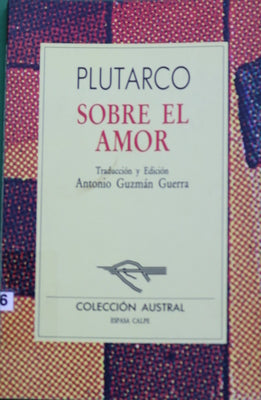 PLUTARCO
SOBRE EL
AMOR
Traducción y Edición
Antonio Guzmán Guerra
COLECCIÓN AUSTRAL
ESPASA CALPE
6